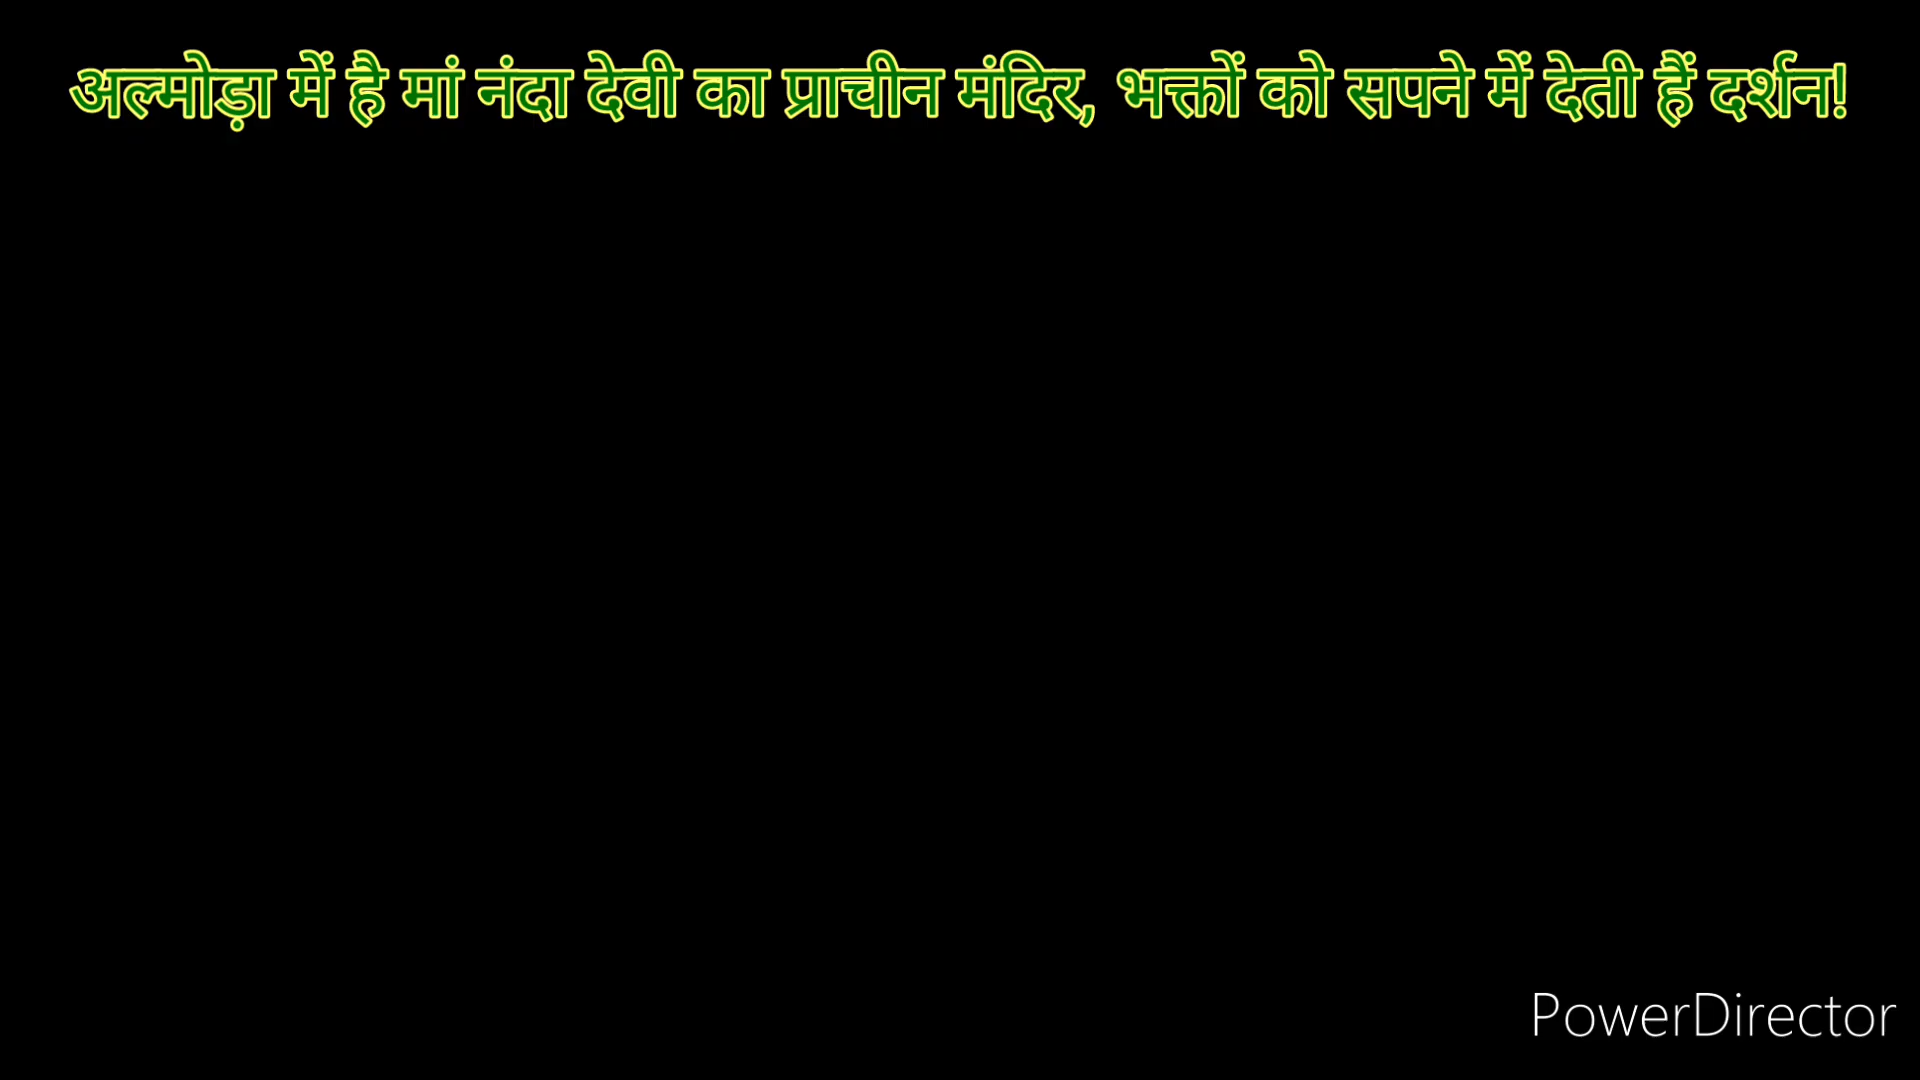 अल्मोड़ा में है मां नंदा देवी का प्राचीन मंदिर, भक्तों को सपने में देती हैं दर्शन!
PowerDirector